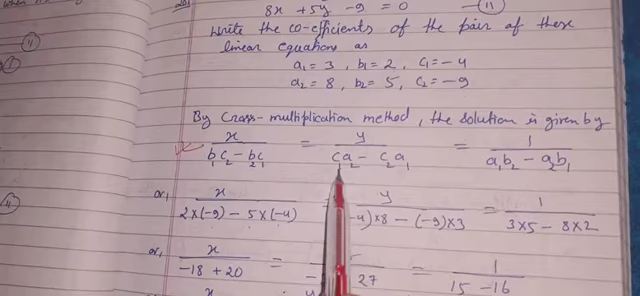 8x + 5y - 9 = 0 —(ii)
Write the co-efficients of the pair of these
linear equations as
a₁ = 3, b₁ = 2, c₁ = -4
a₂ = 8, b₂ = 5, c₂ = -9
By Cross-multiplication method, the solution is given by
x/(b₁c₂ - b₂c₁) = y/(c₁a₂ - c₂a₁) = 1/(a₁b₂ - a₂b₁)
or, x/(2×(-9) - 5×(-4)) = y/(-4)×8 - (-9)×3 = 1/(3×5 - 8×2)
or, x/(-18 + 20) = 27 = 1/(15 - 16)